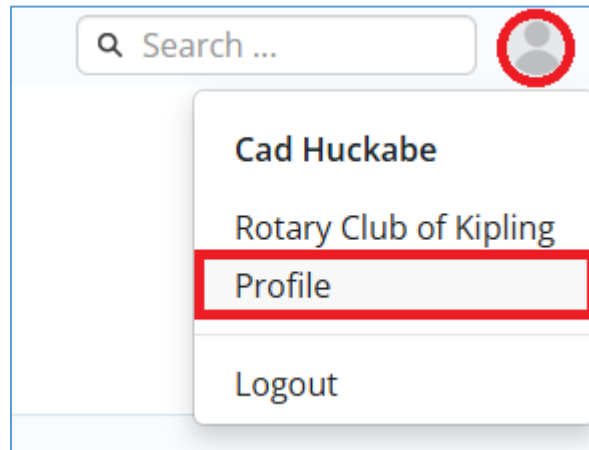 Search ...
Cad Huckabe
Rotary Club of Kipling
Profile
Logout